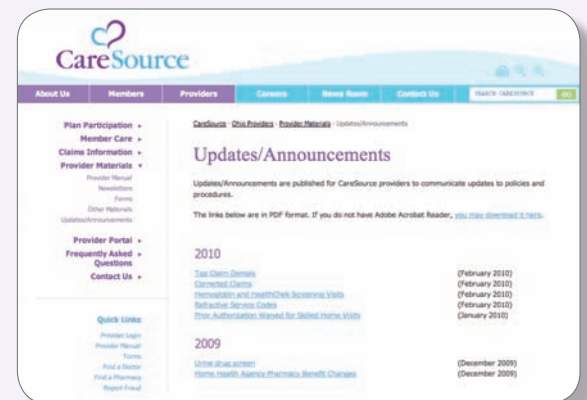 CareSource
About Us Members Providers Careers News Room Contact Us SEARCH CARESOURCE GO
Plan Participation
Member Care
Claims Information
Provider Materials
Provider Manual
Newsletters
Forms
Other Materials
Updates/Announcements
Provider Portal
Frequently Asked
Questions
Contact Us
Quick Links
Provider Login
Provider Manual
Forms
Find a Doctor
Find a Pharmacy
Report Fraud
CareSource - Ohio Providers - Provider Materials - Updates/Announcements
Updates/Announcements
Updates/Announcements are published for CareSource providers to communicate updates to policies and
procedures.
The links below are in PDF format. If you do not have Adobe Acrobat Reader, you may download it here.
2010
Top Claim Denials (February 2010)
Corrected Claims (February 2010)
Hemoglobin and HealthChek Screening Visits (February 2010)
Refractive Service Codes (February 2010)
Prior Authorization Waived for Skilled Home Visits (January 2010)
2009
Urine drug screen (December 2009)
Home Health Agency Pharmacy Benefit Changes (December 2009)